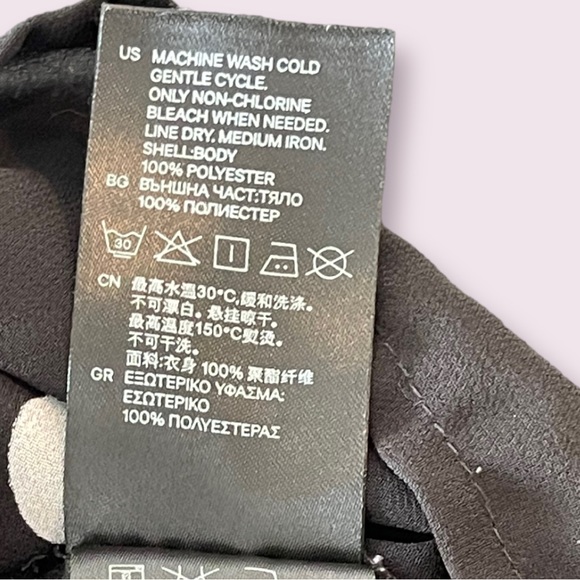 US MACHINE WASH COLD
GENTLE CYCLE.
ONLY NON-CHLORINE
BLEACH WHEN NEEDED.
LINE DRY. MEDIUM IRON.
SHELL:BODY
100% POLYESTER
BG ВЪНШНА ЧАСТ:ТЯЛО
100% ПОЛИЕСТЕР
30
CN 最高水温30°C,缓和洗涤。
不可漂白。悬挂晾干。
最高温度150°C熨烫。
不可干洗。
面料:衣身 100% 聚酯纤维
GR ΕΞΩΤΕΡΙΚΟ ΥΦΑΣΜΑ:
ΕΣΩΤΕΡΙΚΟ
100% ΠΟΛΥΕΣΤΕΡΑΣ